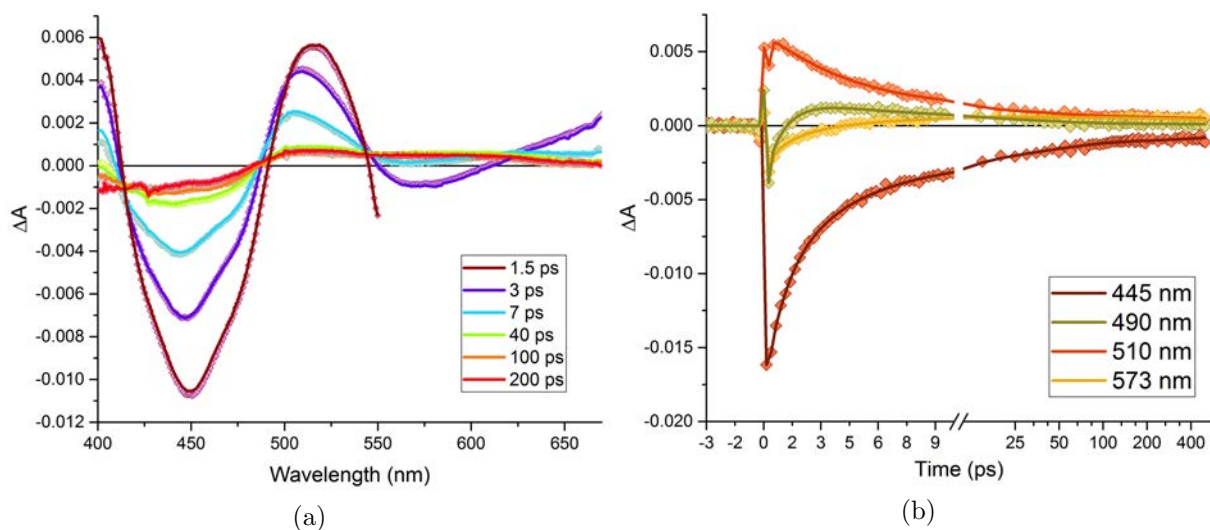 0.006
0.004
0.002
0.000
-0.002
-0.004
-0.006
-0.008
-0.010
-0.012
ΔA
400 450 500 550 600 650
Wavelength (nm)
1.5 ps
3 ps
7 ps
40 ps
100 ps
200 ps
(a)
b)
0.005
0.000
-0.005
-0.010
-0.015
-0.020
ΔA
-3 -2 0 2 3 5 6 8 9 25 50 100 200 400
Time (ps)
445 nm
490 nm
510 nm
573 nm
(b)